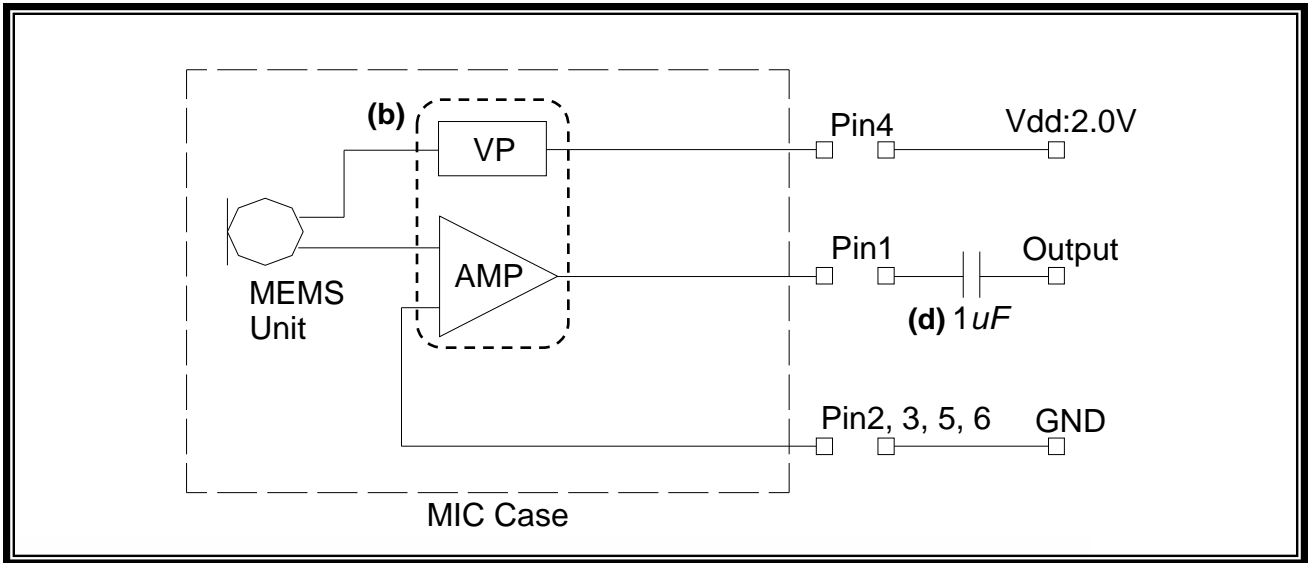 (b)
VP
Pin4
Vdd:2.0V
MEMS
Unit
AMP
Pin1
Output
(d) 1uF
Pin2, 3, 5, 6
GND
MIC Case